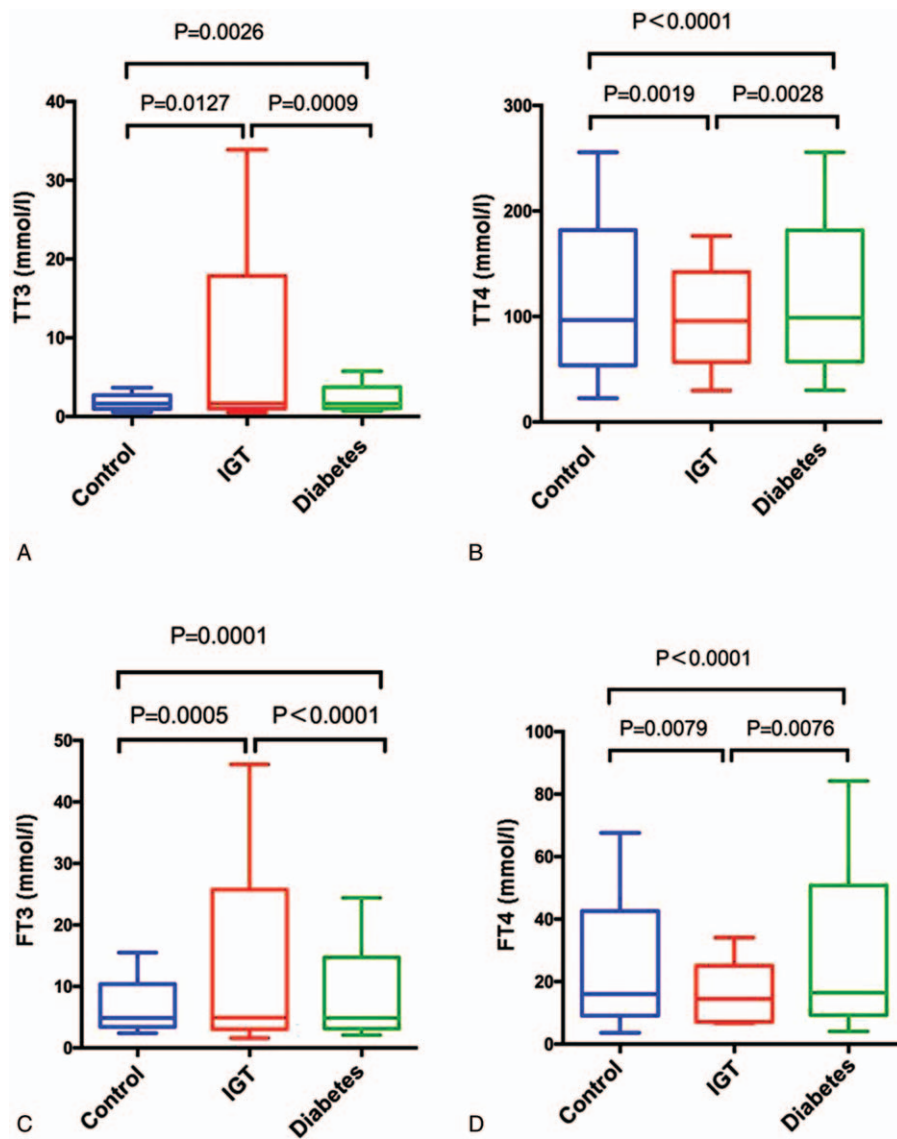 P=0.0026
P=0.0127 P=0.0009
TT3 (mmol/l)
40
30
20
10
0
Control IGT Diabetes
A
P<0.0001
P=0.0019 P=0.0028
TT4 (mmol/l)
300
200
100
0
Control IGT Diabetes
B
P=0.0001
P=0.0005 P<0.0001
FT3 (mmol/l)
50
40
30
20
10
0
Control IGT Diabetes
C
P<0.0001
P=0.0079 P=0.0076
FT4 (mmol/l)
100
80
60
40
20
0
Control IGT Diabetes
D